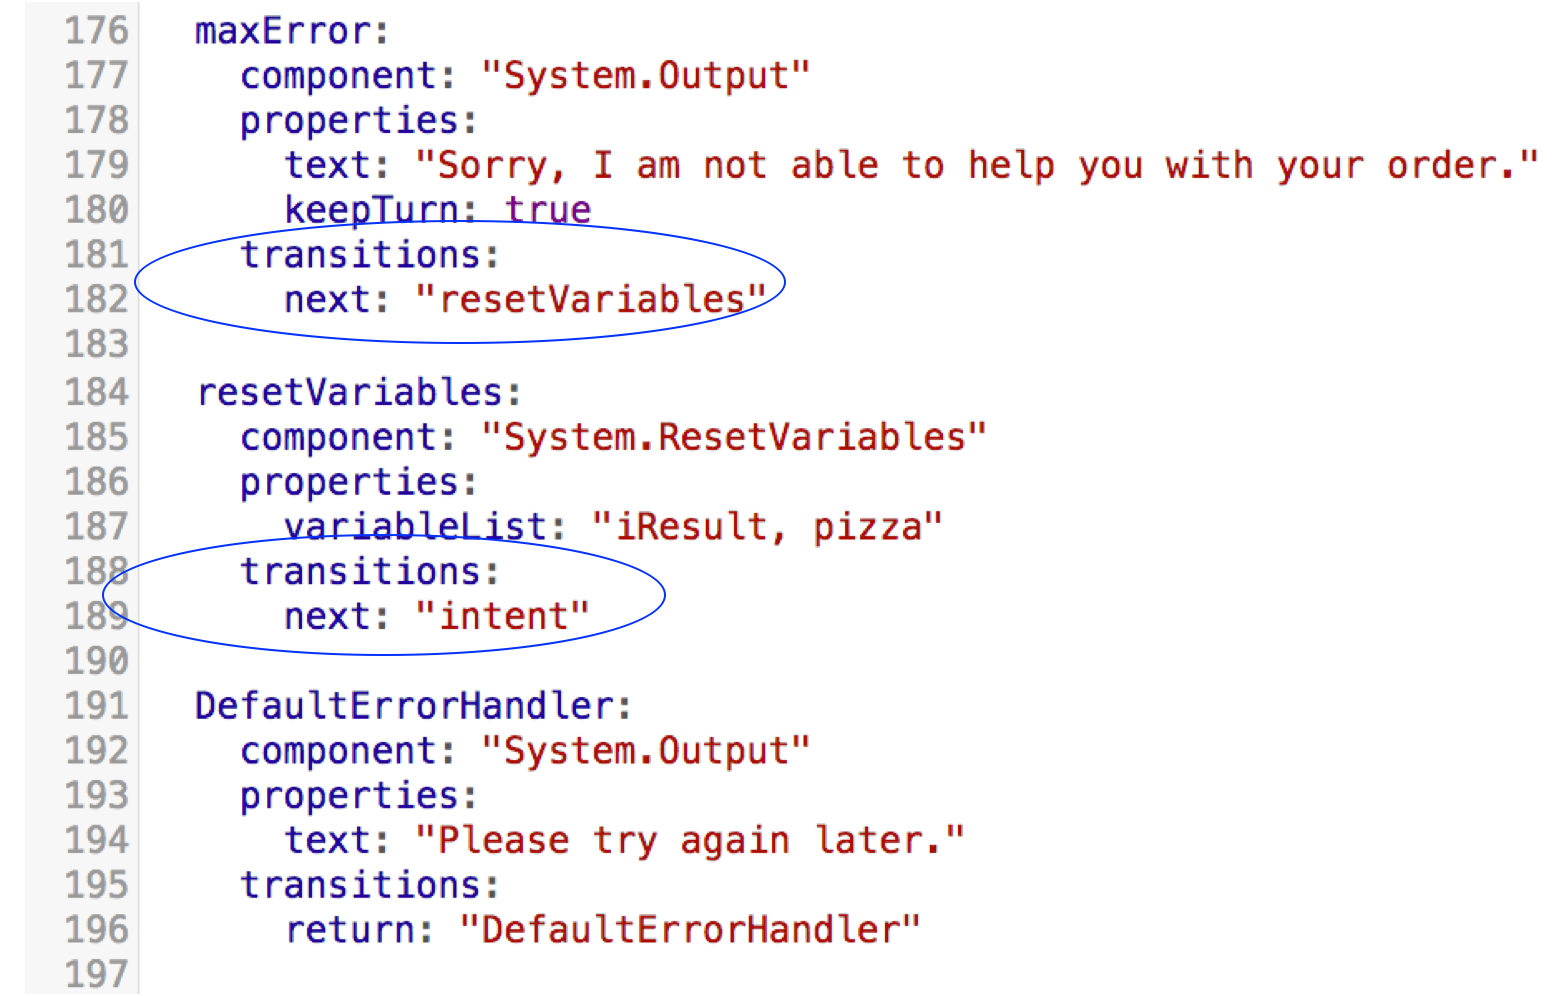 176 maxError:
177 component: "System.Output"
178 properties:
179 text: "Sorry, I am not able to help you with your order."
180 keepTurn: true
181 transitions:
182 next: "resetVariables"
183
184 resetVariables:
185 component: "System.ResetVariables"
186 properties:
187 variableList: "iResult, pizza"
188 transitions:
189 next: "intent"
190
191 DefaultErrorHandler:
192 component: "System.Output"
193 properties:
194 text: "Please try again later."
195 transitions:
196 return: "DefaultErrorHandler"
197